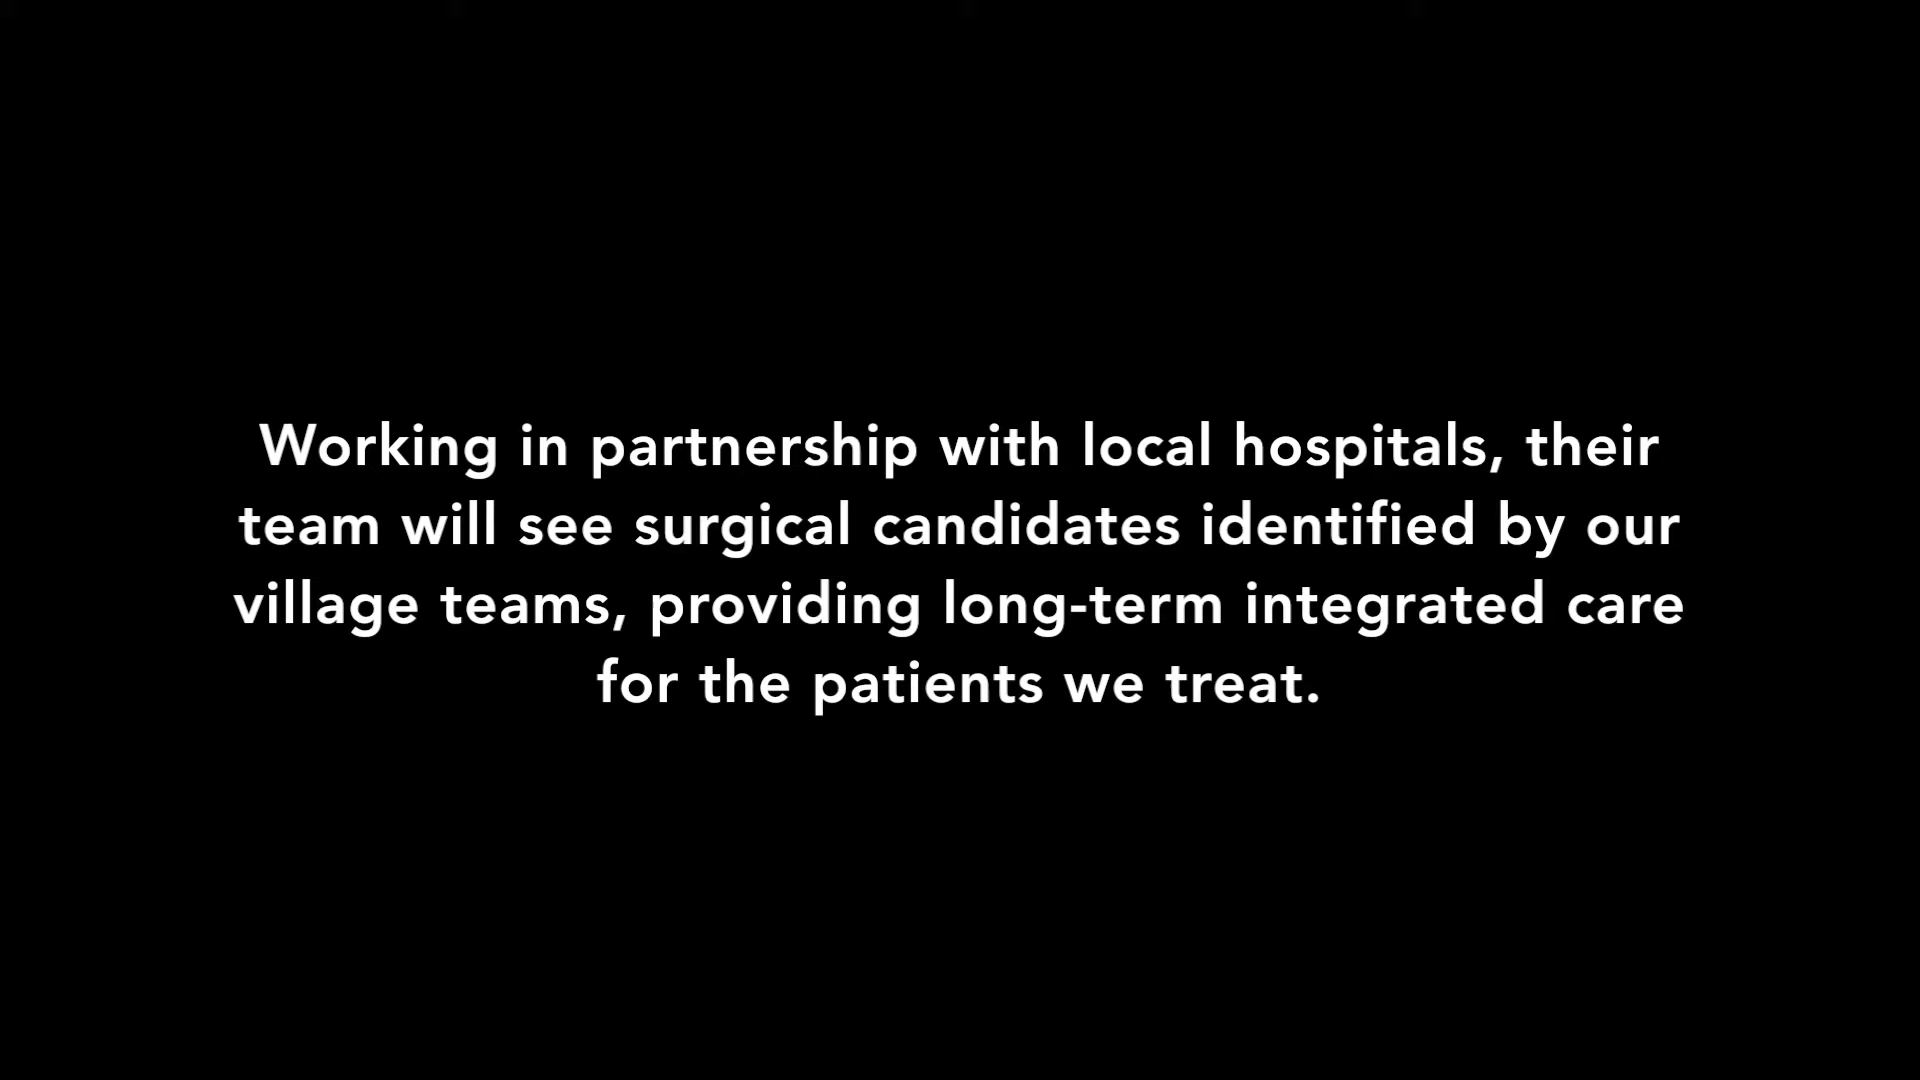 Working in partnership with local hospitals, their
team will see surgical candidates identified by our
village teams, providing long-term integrated care
for the patients we treat.